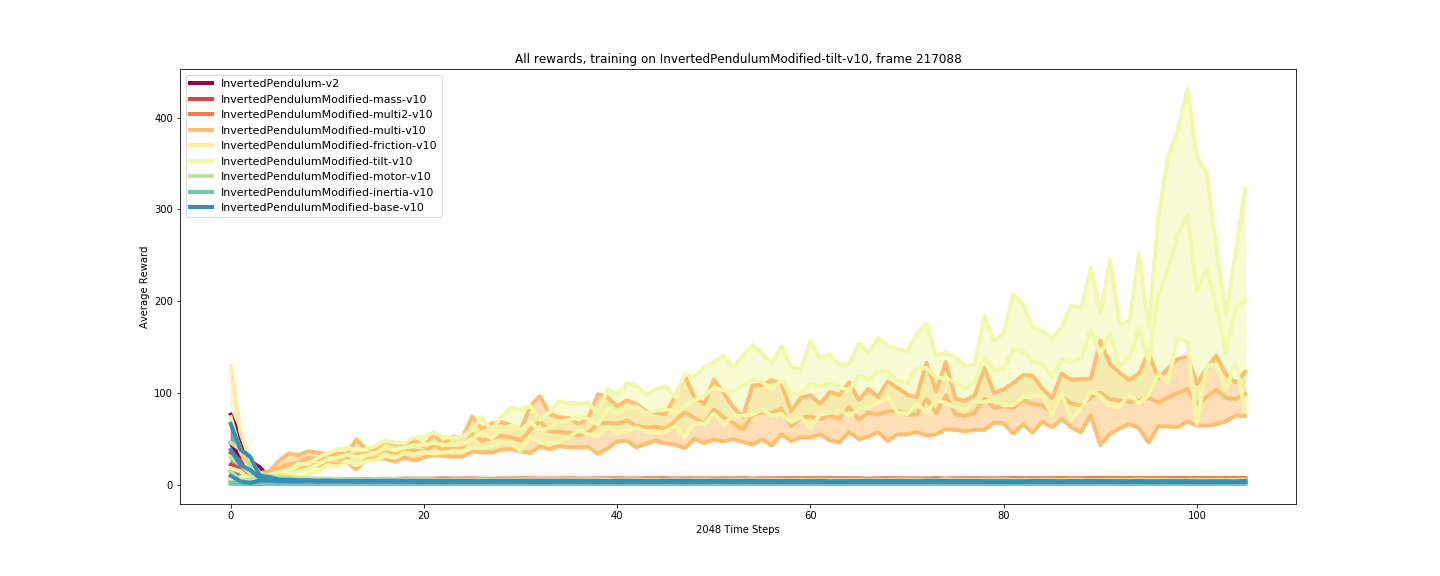 All rewards, training on InvertedPendulumModified-tilt-v10, frame 217088
InvertedPendulum-v2
InvertedPendulumModified-mass-v10
InvertedPendulumModified-multi2-v10
InvertedPendulumModified-multi-v10
InvertedPendulumModified-friction-v10
InvertedPendulumModified-tilt-v10
InvertedPendulumModified-motor-v10
InvertedPendulumModified-inertia-v10
InvertedPendulumModified-base-v10
Average Reward
400
300
200
100
0
0 20 40 60 80 100
2048 Time Steps